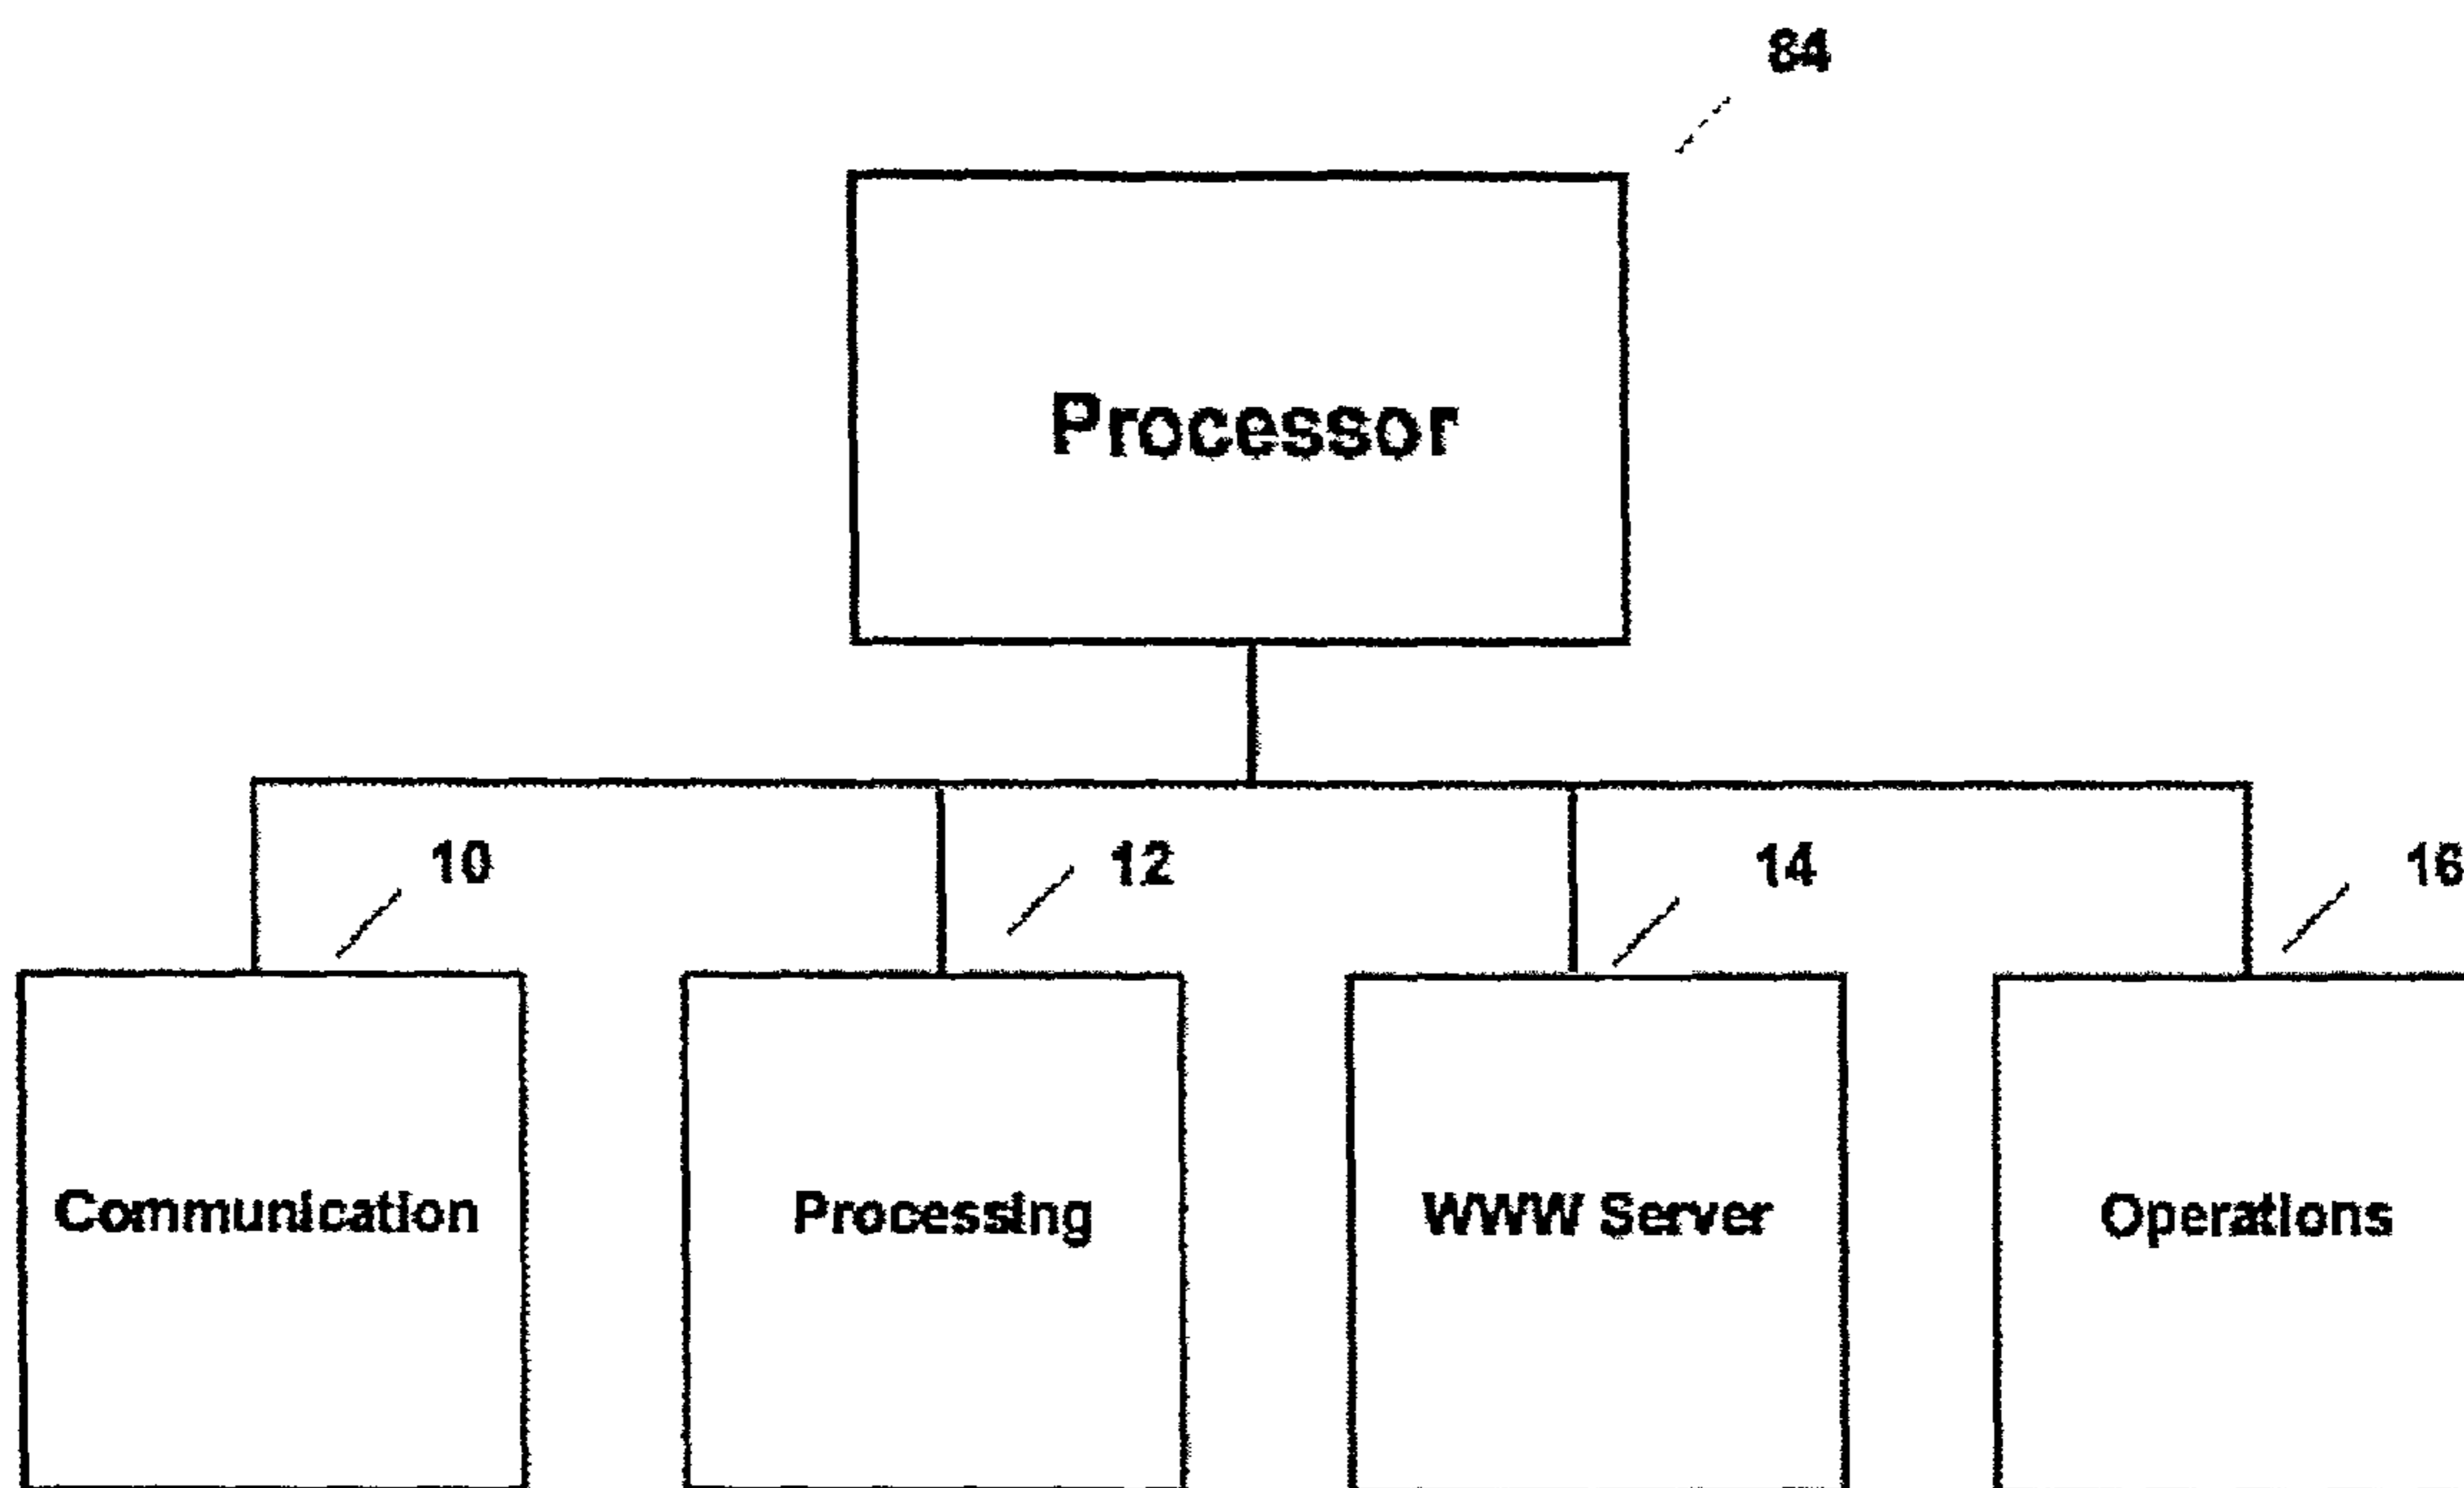 84
Processor
10
12
14
16
Communication
Processing
WWW Server
Operations